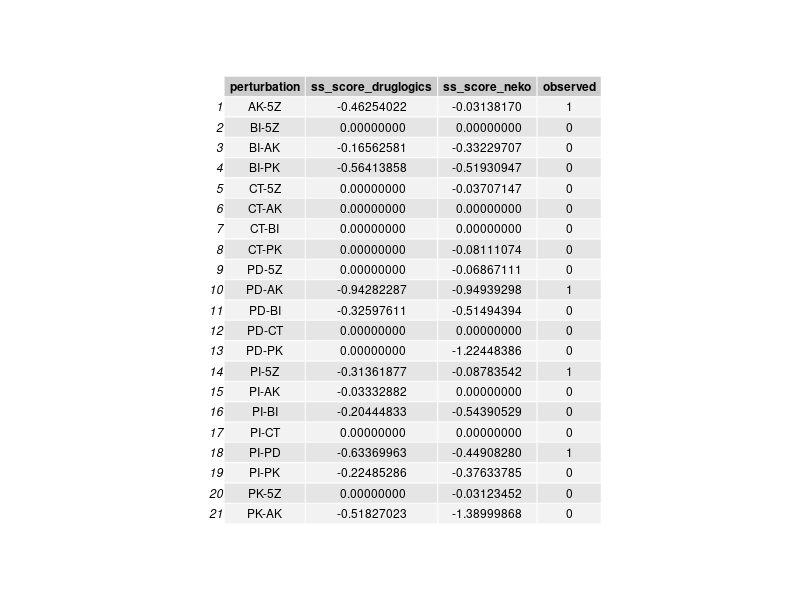 perturbation ss_score_druglogics ss_score_neko observed
1 AK-5Z -0.46254022 -0.03138170 1
2 BI-5Z 0.00000000 0.00000000 0
3 BI-AK -0.16562581 -0.33229707 0
4 BI-PK -0.56413858 -0.51930947 0
5 CT-5Z 0.00000000 -0.03707147 0
6 CT-AK 0.00000000 0.00000000 0
7 CT-BI 0.00000000 0.00000000 0
8 CT-PK 0.00000000 -0.08111074 0
9 PD-5Z 0.00000000 -0.06867111 0
10 PD-AK -0.94282287 -0.94939298 1
11 PD-BI -0.32597611 -0.51494394 0
12 PD-CT 0.00000000 0.00000000 0
13 PD-PK 0.00000000 -1.22448386 0
14 PI-5Z -0.31361877 -0.08783542 1
15 PI-AK -0.03332882 0.00000000 0
16 PI-BI -0.20444833 -0.54390529 0
17 PI-CT 0.00000000 0.00000000 0
18 PI-PD -0.63369963 -0.44908280 1
19 PI-PK -0.22485286 -0.37633785 0
20 PK-5Z 0.00000000 -0.03123452 0
21 PK-AK -0.51827023 -1.38999868 0